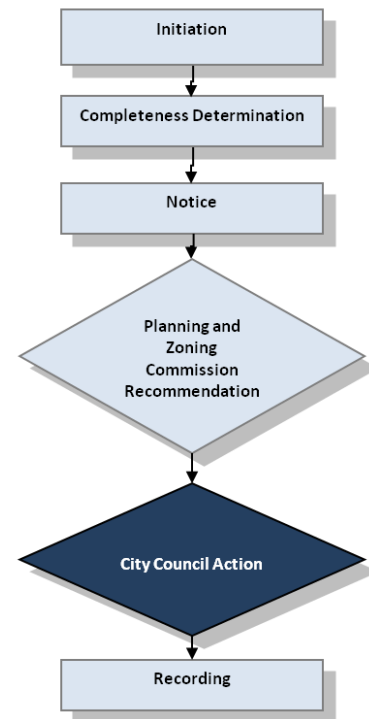 Initiation
Completeness Determination
Notice
Planning and
Zoning
Commission
Recommendation
City Council Action
Recording